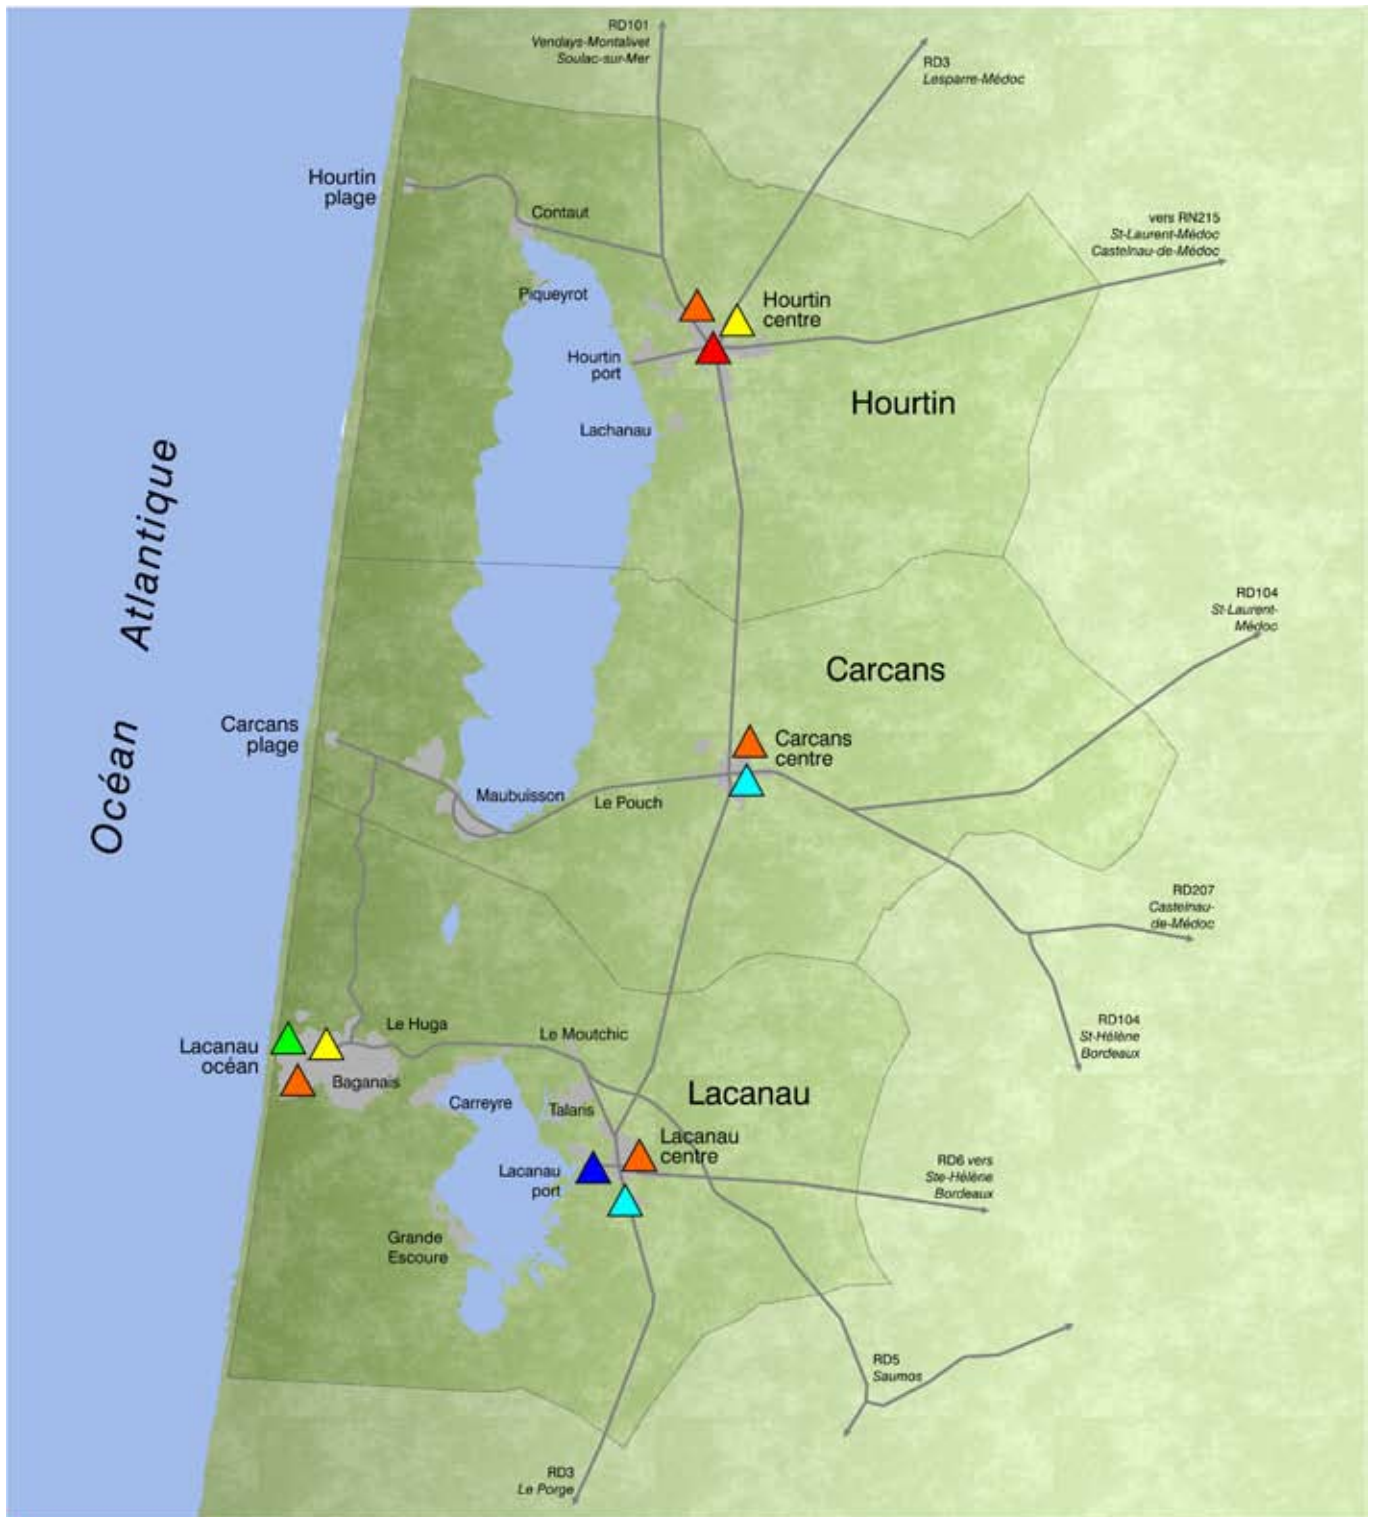 RD101
Vendays-Montalivet
Soulac-sur-Mer
RD3
Lesparre-Médoc
Hourtin
plage
Contaut
vers RN215
St-Laurent-Médoc
Castelnau-de-Médoc
Piqueyrot
Hourtin
centre
Hourtin
port
Hourtin
Lachanau
Océan Atlantique
RD104
St-Laurent-
Médoc
Carcans
Carcans
plage
Carcans
centre
Maubuisson
Le Pouch
RD207
Castelnau-
de-Médoc
Le Huga
Le Moutchic
RD104
St-Hélène
Bordeaux
Lacanau
océan
Baganais
Carreyre
Talaris
Lacanau
Lacanau
centre
Lacanau
port
RD6 vers
Ste-Hélène
Bordeaux
Grande
Escoure
RD5
Saumos
RD3
Le Porge